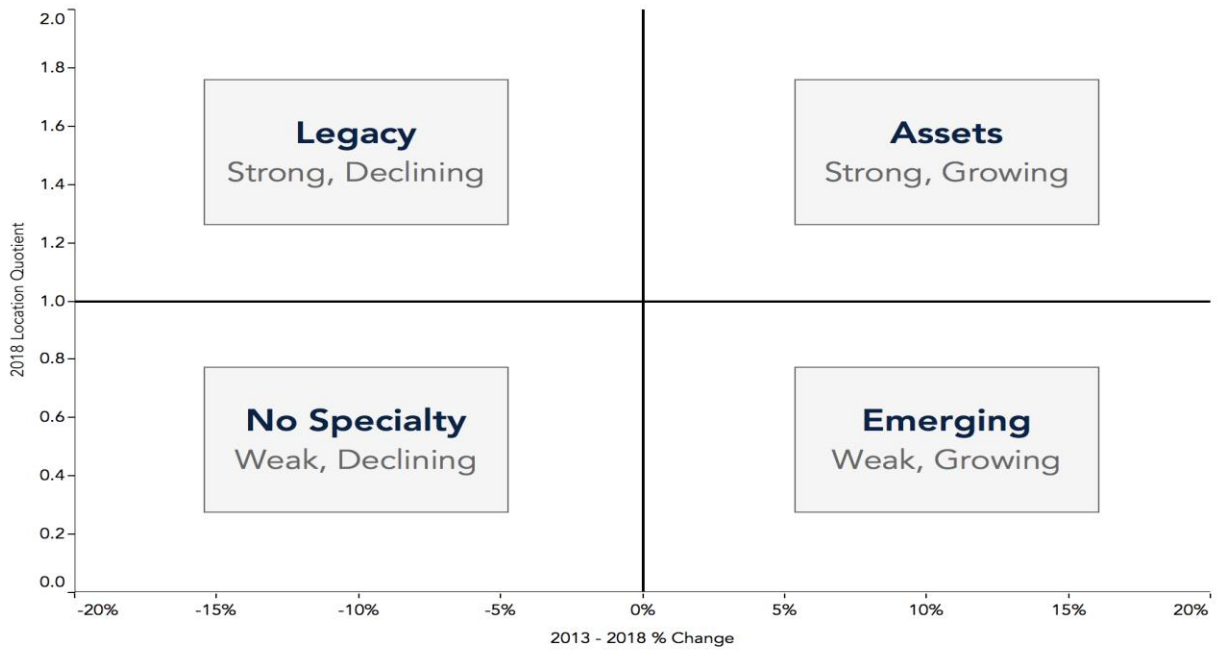 2.0
1.8
1.6
1.4
1.2
1.0
0.8
0.6
0.4
0.2
0.0
2018 Location Quotient
Legacy
Strong, Declining
Assets
Strong, Growing
No Specialty
Weak, Declining
Emerging
Weak, Growing
-20% -15% -10% -5% 0% 5% 10% 15% 20%
2013 - 2018 % Change